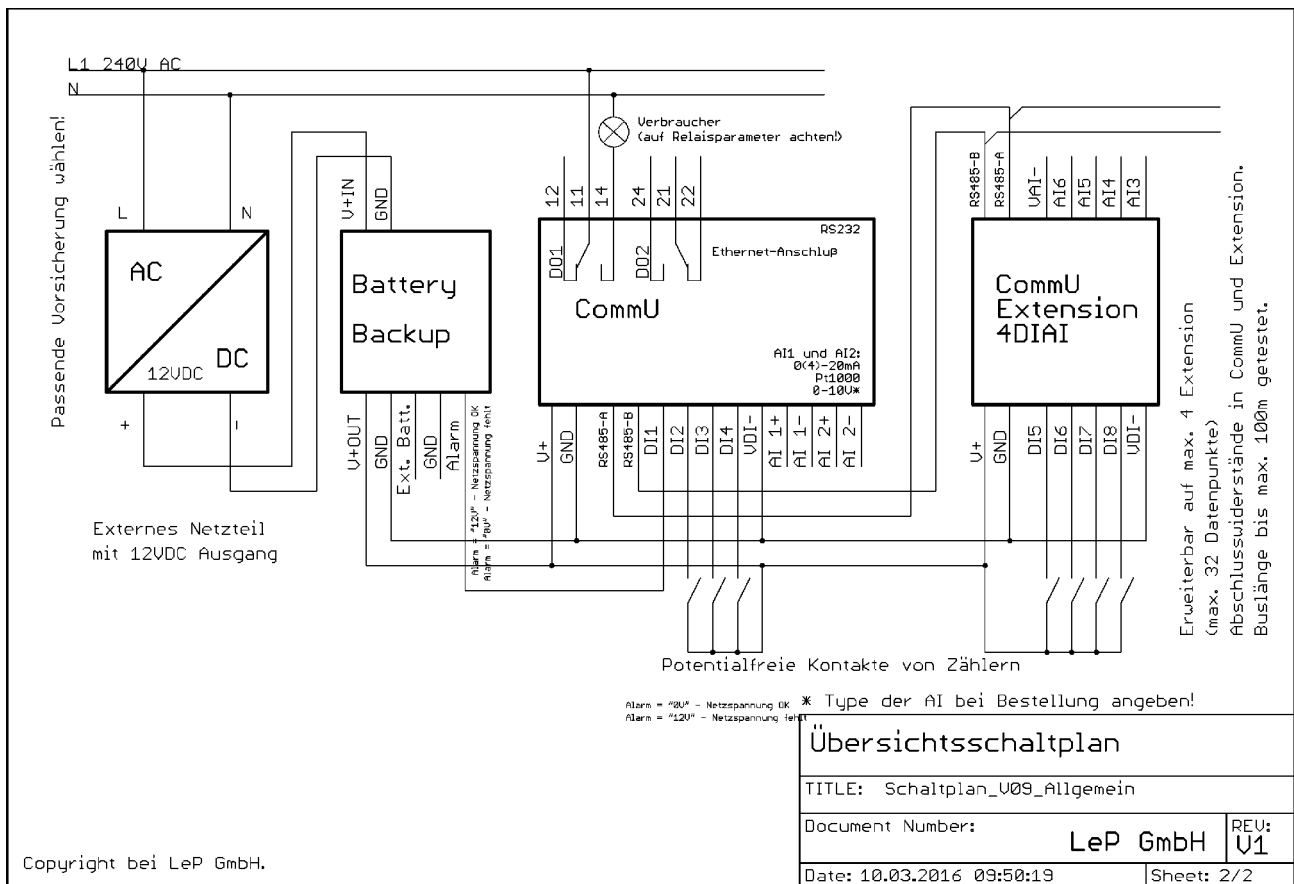 L1 240V AC
N
Passende Vorsicherung wählen!
L
N
AC
DC
12VDC
+
-
Externes Netzteil
mit 12VDC Ausgang
V+IN
GND
Battery
Backup
V+OUT
GND
Ext. Batt.
GND
Alarm
Alarm = "12V" - Netzspannung OK
Alarm = "0V" - Netzspannung fehlt
Verbraucher
(auf Relaisparameter achten!)
12
11
14
24
21
22
DO1
DO2
RS232
Ethernet-Anschluß
CommU
AI1 und AI2:
0(4)-20mA
Pt1000
0-10V*
V+
GND
RS485-A
RS485-B
DI1
DI2
DI3
DI4
VDI-
AI 1+
AI 1-
AI 2+
AI 2-
RS485-B
RS485-A
VAI-
AI6
AI5
AI4
AI3
CommU
Extension
4DIAI
V+
GND
DI5
DI6
DI7
DI8
VDI-
Erweiterbar auf max. 4 Extension
(max. 32 Datenpunkte)
Abschlusswiderstände in CommU und Extension.
Buslänge bis max. 100m getestet.
Potentialfreie Kontakte von Zählern
Alarm = "0V" - Netzspannung OK
Alarm = "12V" - Netzspannung fehlt
* Type der AI bei Bestellung angeben!
Übersichtsschaltplan
TITLE: Schaltplan_V09_Allgemein
Document Number:
LeP GmbH
REV:
V1
Date: 10.03.2016 09:50:19
Sheet: 2/2
Copyright bei LeP GmbH.